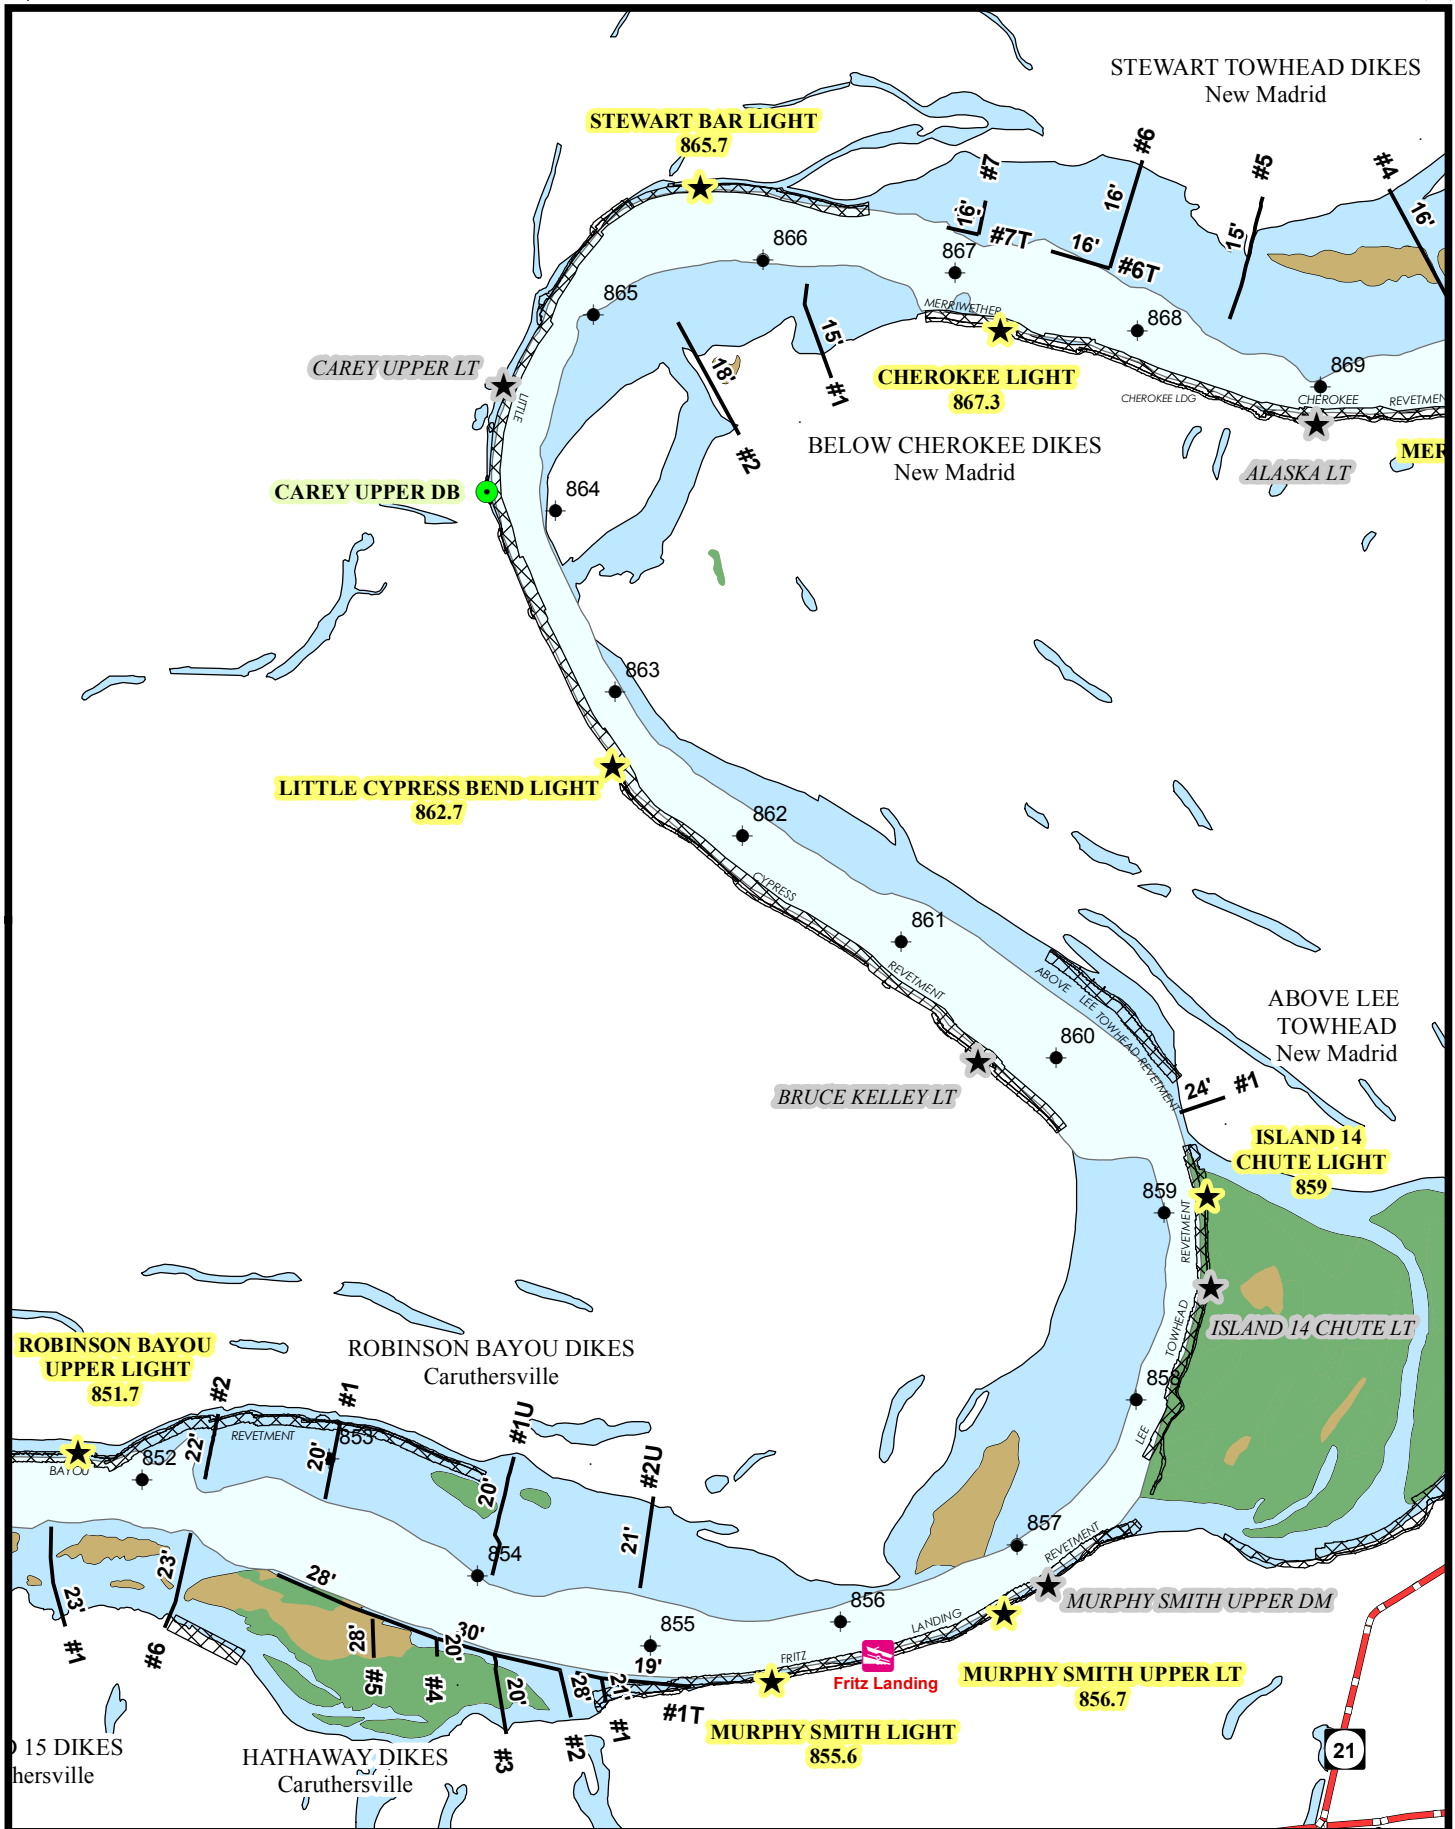 STEWART TOWHEAD DIKES
New Madrid
STEWART BAR LIGHT
865.7
#7
#6
#5
#4
16'
16'
15'
16'
#7T
16'
#6T
866
867
865
868
869
MERRIWETHER
15'
18'
#1
#2
CAREY UPPER LT
LITTLE
CHEROKEE LIGHT
867.3
CHEROKEE LDG
CHEROKEE
REVETMEN
BELOW CHEROKEE DIKES
New Madrid
MER
ALASKA LT
CAREY UPPER DB
864
863
LITTLE CYPRESS BEND LIGHT
862.7
862
CYPRESS
861
REVETMENT
ABOVE LEE TOWHEAD REVETMENT
860
ABOVE LEE
TOWHEAD
New Madrid
BRUCE KELLEY LT
24'
#1
ISLAND 14
CHUTE LIGHT
859
859
REVETMENT
TOWHEAD
LEE
ISLAND 14 CHUTE LT
858
ROBINSON BAYOU
UPPER LIGHT
851.7
ROBINSON BAYOU DIKES
Caruthersville
#2
#1
#1U
#2U
22'
20'
20'
21'
REVETMENT
BAYOU
852
853
854
857
REVETMENT
856
855
LANDING
FRITZ
MURPHY SMITH UPPER DM
23'
23'
#1
#6
28'
28'
#5
30'
20'
#4
20'
#3
28'
#2
21'
#1
19'
#1T
Fritz Landing
MURPHY SMITH UPPER LT
856.7
MURPHY SMITH LIGHT
855.6
15 DIKES
hersville
HATHAWAY DIKES
Caruthersville
21